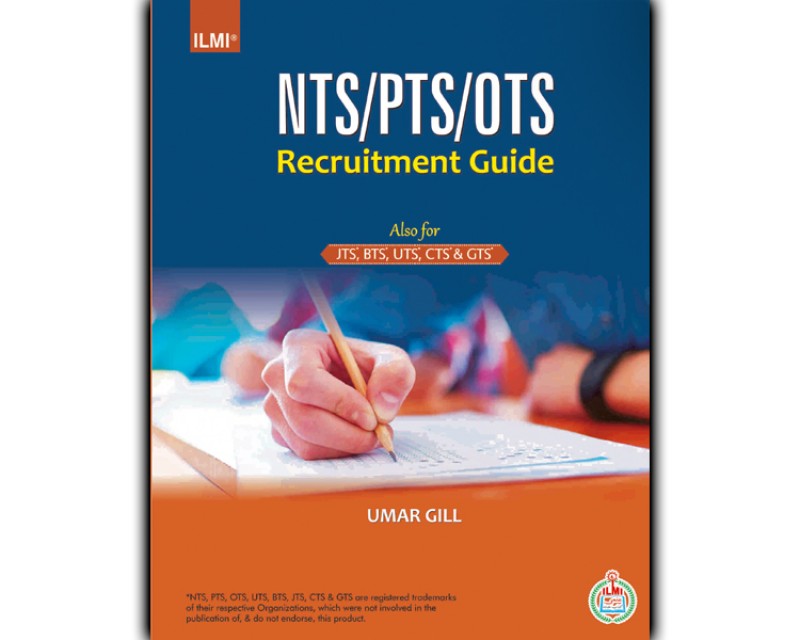 ILMI®
NTS/PTS/OTS
Recruitment Guide
Also for
JTS*, BTS*, UTS*, CTS* & GTS*
UMAR GILL
*NTS, PTS, OTS, UTS, BTS, JTS, CTS & GTS are registered trademarks
of their respective Organizations, which were not involved in the
publication of, & do not endorse, this product.
ILMI